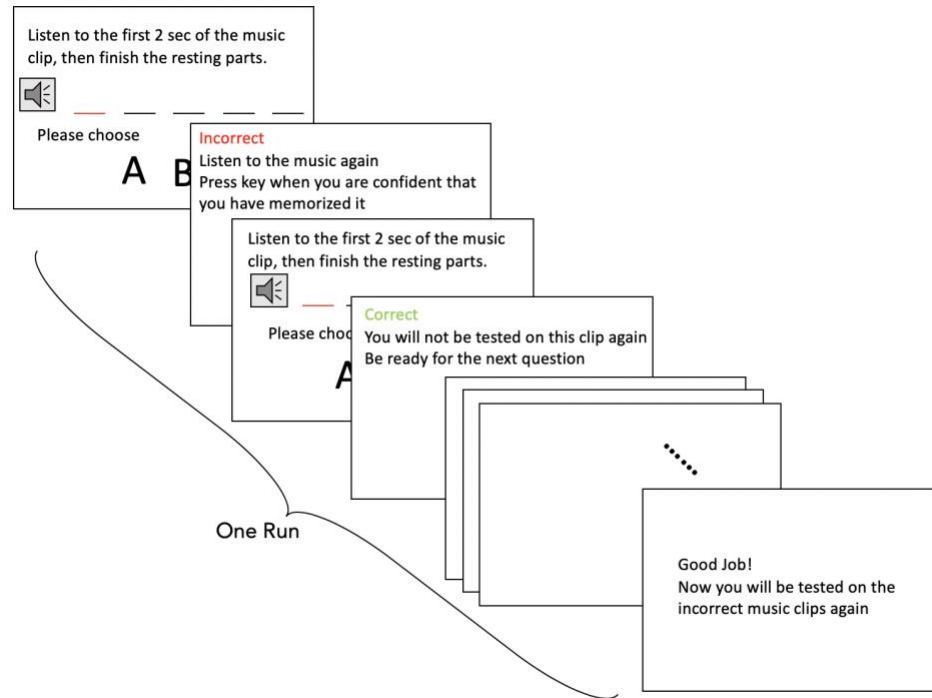 Listen to the first 2 sec of the music
clip, then finish the resting parts.
Please choose
A B
Incorrect
Listen to the music again
Press key when you are confident that
you have memorized it
Listen to the first 2 sec of the music
clip, then finish the resting parts.
Please choo
A
Correct
You will not be tested on this clip again
Be ready for the next question
One Run
Good Job!
Now you will be tested on the
incorrect music clips again